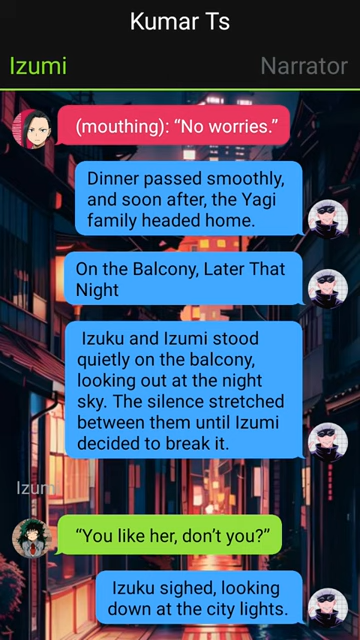 Kumar Ts
Izumi
Narrator
(mouthing): “No worries.”
Dinner passed smoothly,
and soon after, the Yagi
family headed home.
On the Balcony, Later That
Night
Izuku and Izumi stood
quietly on the balcony,
looking out at the night
sky. The silence stretched
between them until Izumi
decided to break it.
Izumi
“You like her, don’t you?”
Izuku sighed, looking
down at the city lights.